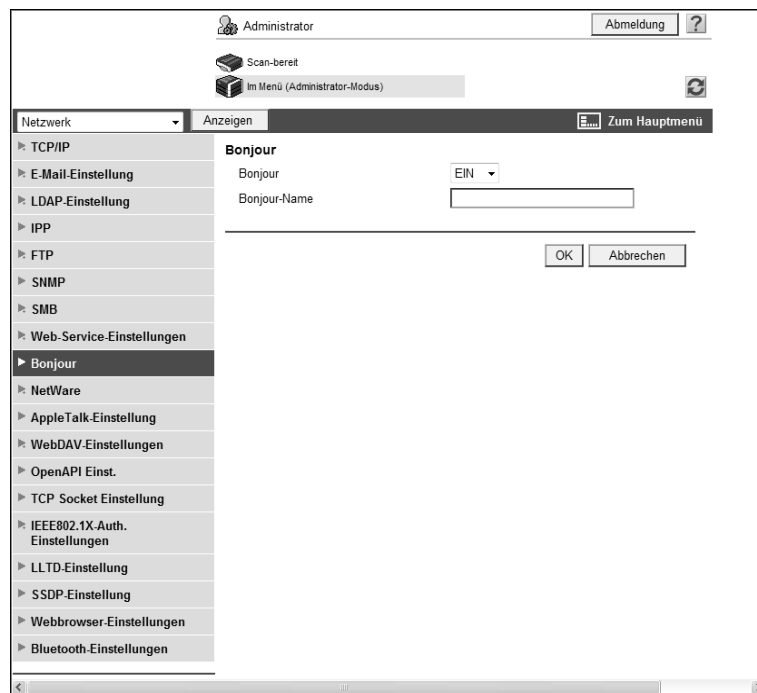 Administrator
Abmeldung
?
Scan-bereit
Im Menü (Administrator-Modus)
Netzwerk
Anzeigen
Zum Hauptmenü
TCP/IP
E-Mail-Einstellung
LDAP-Einstellung
IPP
FTP
SNMP
SMB
Web-Service-Einstellungen
Bonjour
NetWare
AppleTalk-Einstellung
WebDAV-Einstellungen
OpenAPI Einst.
TCP Socket Einstellung
IEEE802.1X-Auth.
Einstellungen
LLTD-Einstellung
SSDP-Einstellung
Webbrowser-Einstellungen
Bluetooth-Einstellungen
Bonjour
Bonjour
EIN
Bonjour-Name
OK
Abbrechen